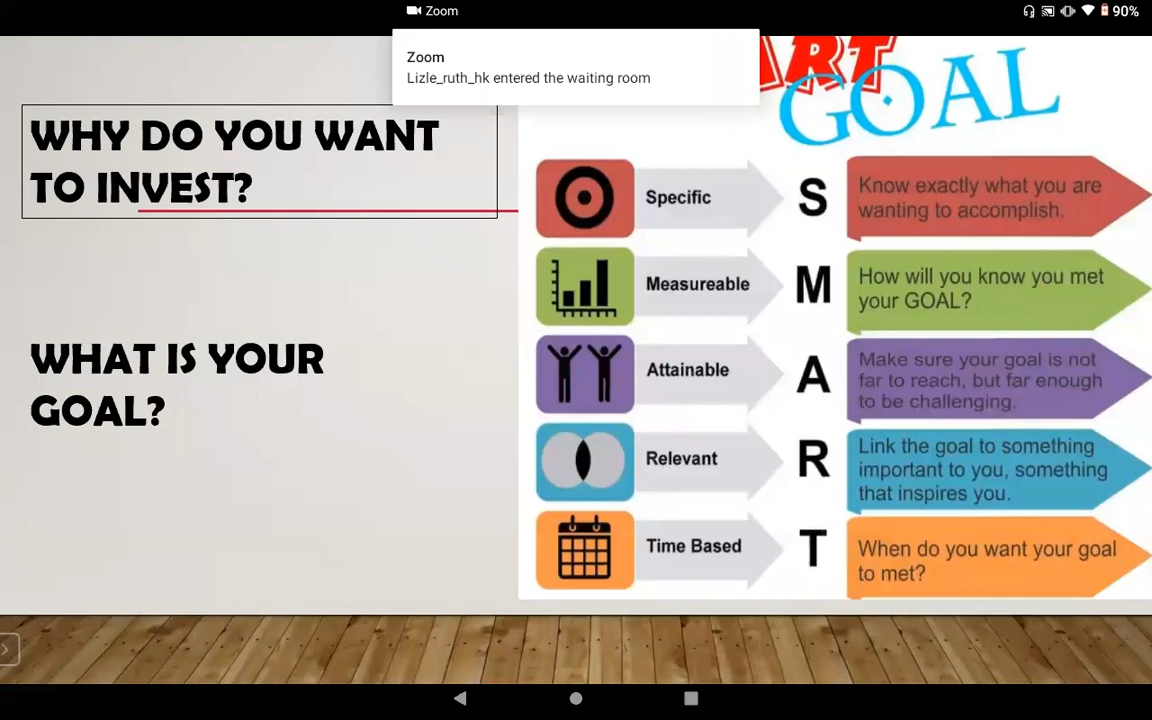 Zoom
90%
Zoom
Lizle_ruth_hk entered the waiting room
ART
GOAL
WHY DO YOU WANT
TO INVEST?
WHAT IS YOUR
GOAL?
Specific
S
Know exactly what you are
wanting to accomplish.
Measureable
M
How will you know you met
your GOAL?
Attainable
A
Make sure your goal is not
far to reach, but far enough
to be challenging.
Relevant
R
Link the goal to something
important to you, something
that inspires you.
Time Based
T
When do you want your goal
to met?